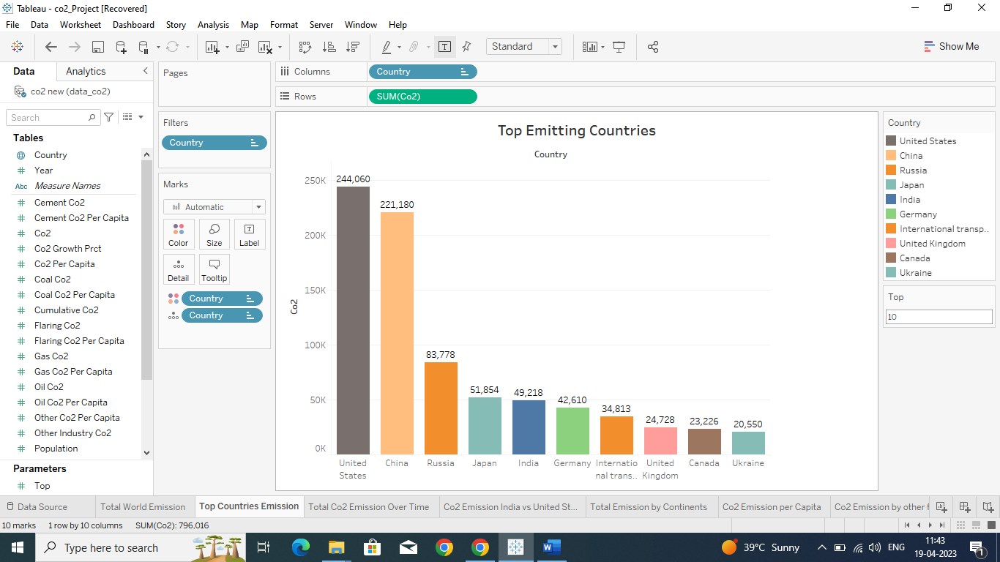 Tableau - co2_Project [Recovered]
File Data Worksheet Dashboard Story Analysis Map Format Server Window Help
Standard
Show Me
Data Analytics
co2 new (data_co2)
Search
Tables
Country
Year
Abc Measure Names
Cement Co2
Cement Co2 Per Capita
Co2
Co2 Growth Prct
Co2 Per Capita
Coal Co2
Coal Co2 Per Capita
Cumulative Co2
Flaring Co2
Flaring Co2 Per Capita
Gas Co2
Gas Co2 Per Capita
Oil Co2
Oil Co2 Per Capita
Other Co2 Per Capita
Other Industry Co2
Population
Parameters
Top
Pages
Filters
Country
Marks
Automatic
Color Size Label
Detail Tooltip
Country
Country
Columns Country
Rows SUM(Co2)
Top Emitting Countries
Country
Co2
250K
200K
150K
100K
50K
0K
244,060
221,180
83,778
51,854
49,218
42,610
34,813
24,728
23,226
20,550
United States
China
Russia
Japan
India
Germany
Internatio
nal trans..
United Kingdom
Canada
Ukraine
Country
United States
China
Russia
Japan
India
Germany
International transp..
United Kingdom
Canada
Ukraine
Top
10
Data Source Total World Emission Top Countries Emission Total Co2 Emission Over Time Co2 Emission India vs United St... Total Emission by Continents Co2 Emission per Capita Co2 Emission by other f
10 marks 1 row by 10 columns SUM(Co2): 796,016
Type here to search
39°C Sunny
ENG
11:43
19-04-2023
1